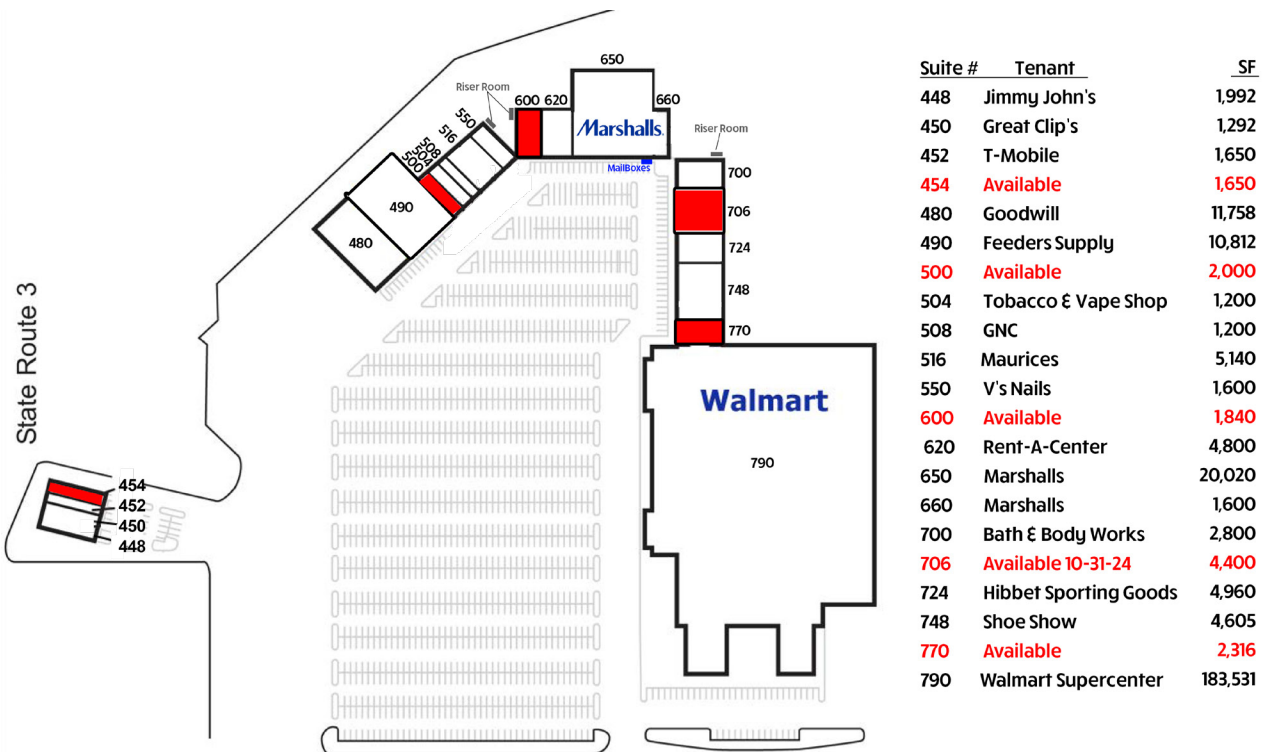 650
Riser Room
600 620
660
550
Marshalls.
516
Riser Room
508
504
500
MailBoxes
700
490
706
480
724
748
770
State Route 3
Walmart
790
454
452
450
448
Suite # Tenant SF
448 Jimmy John's 1,992
450 Great Clip's 1,292
452 T-Mobile 1,650
454 Available 1,650
480 Goodwill 11,758
490 Feeders Supply 10,812
500 Available 2,000
504 Tobacco & Vape Shop 1,200
508 GNC 1,200
516 Maurices 5,140
550 V's Nails 1,600
600 Available 1,840
620 Rent-A-Center 4,800
650 Marshalls 20,020
660 Marshalls 1,600
700 Bath & Body Works 2,800
706 Available 10-31-24 4,400
724 Hibbet Sporting Goods 4,960
748 Shoe Show 4,605
770 Available 2,316
790 Walmart Supercenter 183,531